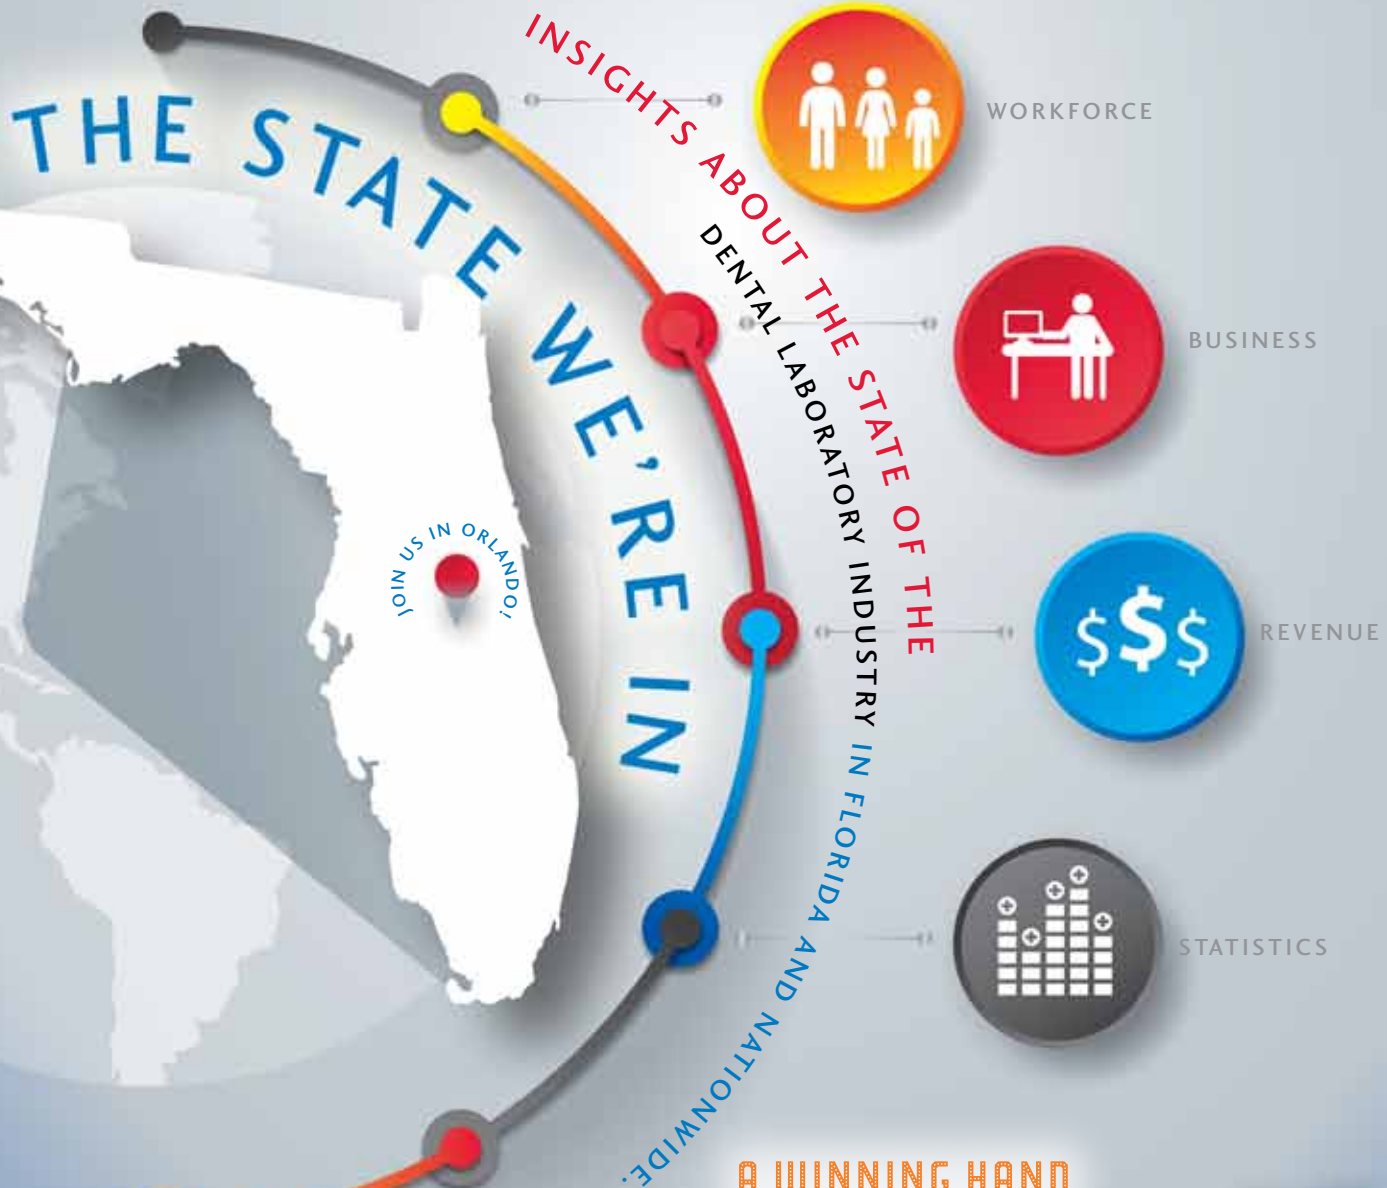 THE STATE WE'RE IN
INSIGHTS ABOUT THE STATE OF THE
DENTAL LABORATORY INDUSTRY IN FLORIDA AND NATIONWIDE.
WORKFORCE
BUSINESS
JOIN US IN ORLANDO!
$$$
REVENUE
STATISTICS
A WINNING HAND